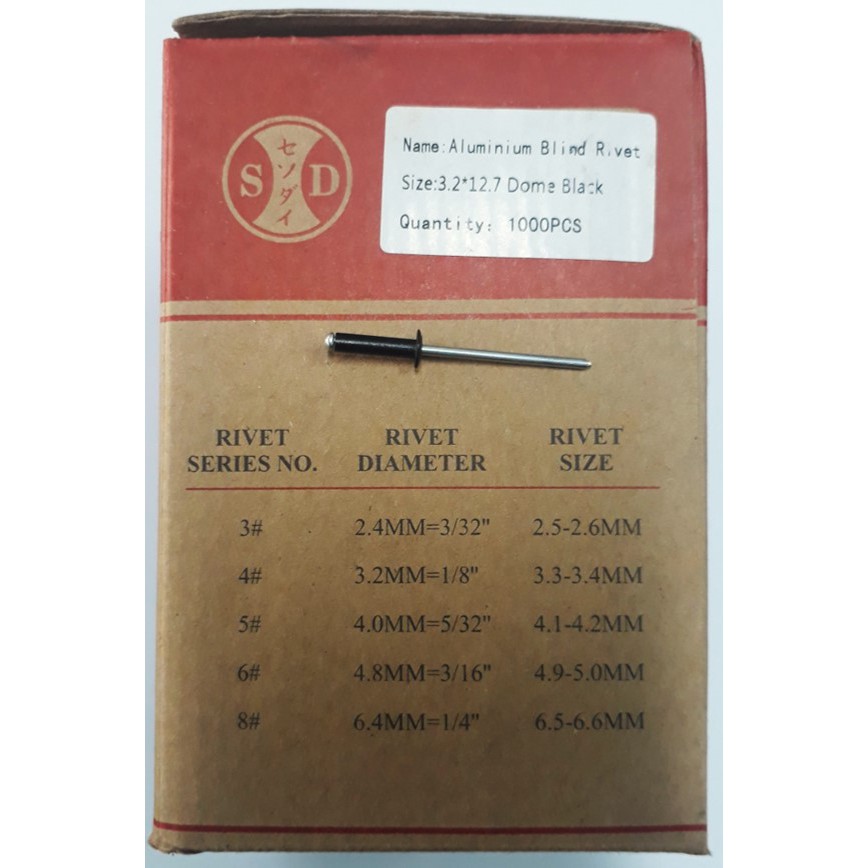 S セソダイ D
Name:Aluminium Blind Rivet
Size:3.2*12.7 Dome Black
Quantity: 1000PCS
RIVET SERIES NO. RIVET DIAMETER RIVET SIZE
3# 2.4MM=3/32" 2.5-2.6MM
4# 3.2MM=1/8" 3.3-3.4MM
5# 4.0MM=5/32" 4.1-4.2MM
6# 4.8MM=3/16" 4.9-5.0MM
8# 6.4MM=1/4" 6.5-6.6MM